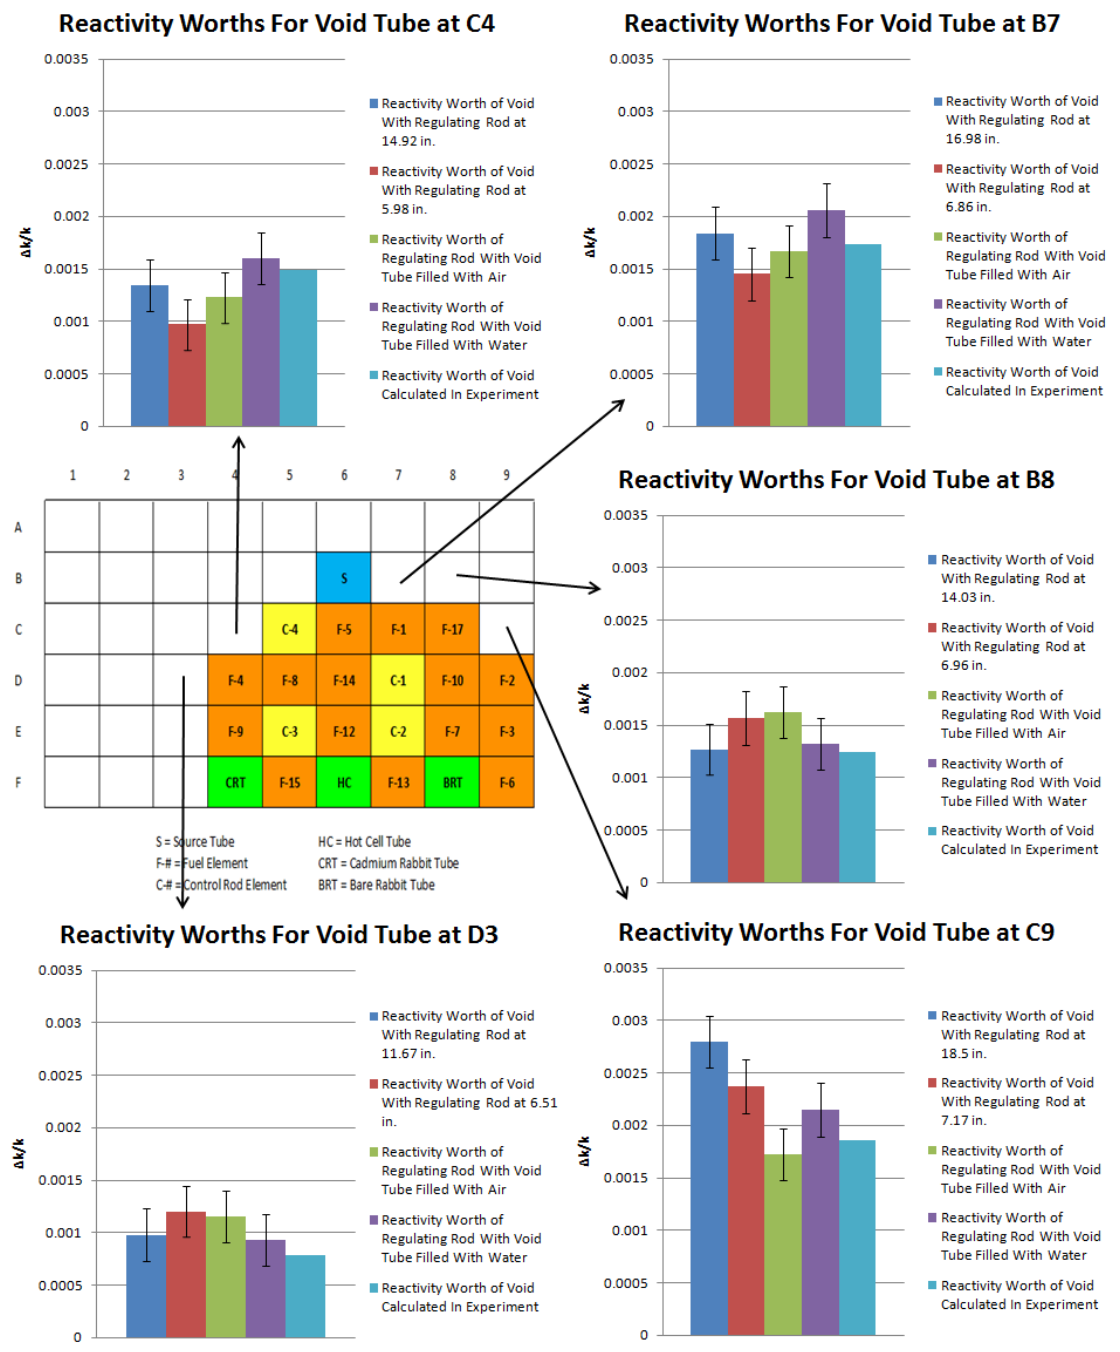 Reactivity Worths For Void Tube at C4
0.0035
0.003
0.0025
0.002
0.0015
0.001
0.0005
0
Δk/k
Reactivity Worth of Void
With Regulating Rod at
14.92 in.
Reactivity Worth of Void
With Regulating Rod at
5.98 in.
Reactivity Worth of
Regulating Rod With Void
Tube Filled With Air
Reactivity Worth of
Regulating Rod With Void
Tube Filled With Water
Reactivity Worth of Void
Calculated In Experiment
Reactivity Worths For Void Tube at B7
0.0035
0.003
0.0025
0.002
0.0015
0.001
0.0005
0
Δk/k
Reactivity Worth of Void
With Regulating Rod at
16.98 in.
Reactivity Worth of Void
With Regulating Rod at
6.86 in.
Reactivity Worth of
Regulating Rod With Void
Tube Filled With Air
Reactivity Worth of
Regulating Rod With Void
Tube Filled With Water
Reactivity Worth of Void
Calculated In Experiment
1 2 3 4 5 6 7 8 9
A
B S
C C-4 F-5 F-1 F-17
D F-4 F-8 F-14 C-1 F-10 F-2
E F-9 C-3 F-12 C-2 F-7 F-3
F CRT F-15 HC F-13 BRT F-6
S = Source Tube HC = Hot Cell Tube
F-# = Fuel Element CRT = Cadmium Rabbit Tube
C-# = Control Rod Element BRT = Bare Rabbit Tube
Reactivity Worths For Void Tube at B8
0.0035
0.003
0.0025
0.002
0.0015
0.001
0.0005
0
Δk/k
Reactivity Worth of Void
With Regulating Rod at
14.03 in.
Reactivity Worth of Void
With Regulating Rod at
6.96 in.
Reactivity Worth of
Regulating Rod With Void
Tube Filled With Air
Reactivity Worth of
Regulating Rod With Void
Tube Filled With Water
Reactivity Worth of Void
Calculated In Experiment
Reactivity Worths For Void Tube at D3
0.0035
0.003
0.0025
0.002
0.0015
0.001
0.0005
0
Δk/k
Reactivity Worth of Void
With Regulating Rod at
11.67 in.
Reactivity Worth of Void
With Regulating Rod at 6.51
in.
Reactivity Worth of
Regulating Rod With Void
Tube Filled With Air
Reactivity Worth of
Regulating Rod With Void
Tube Filled With Water
Reactivity Worth of Void
Calculated In Experiment
Reactivity Worths For Void Tube at C9
0.0035
0.003
0.0025
0.002
0.0015
0.001
0.0005
0
Δk/k
Reactivity Worth of Void
With Regulating Rod at
18.5 in.
Reactivity Worth of Void
With Regulating Rod at
7.17 in.
Reactivity Worth of
Regulating Rod With Void
Tube Filled With Air
Reactivity Worth of
Regulating Rod With Void
Tube Filled With Water
Reactivity Worth of Void
Calculated In Experiment